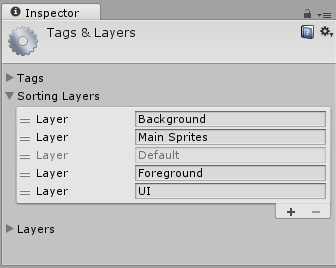 Inspector
Tags & Layers
Tags
Sorting Layers
Layer Background
Layer Main Sprites
Layer Default
Layer Foreground
Layer UI
Layers